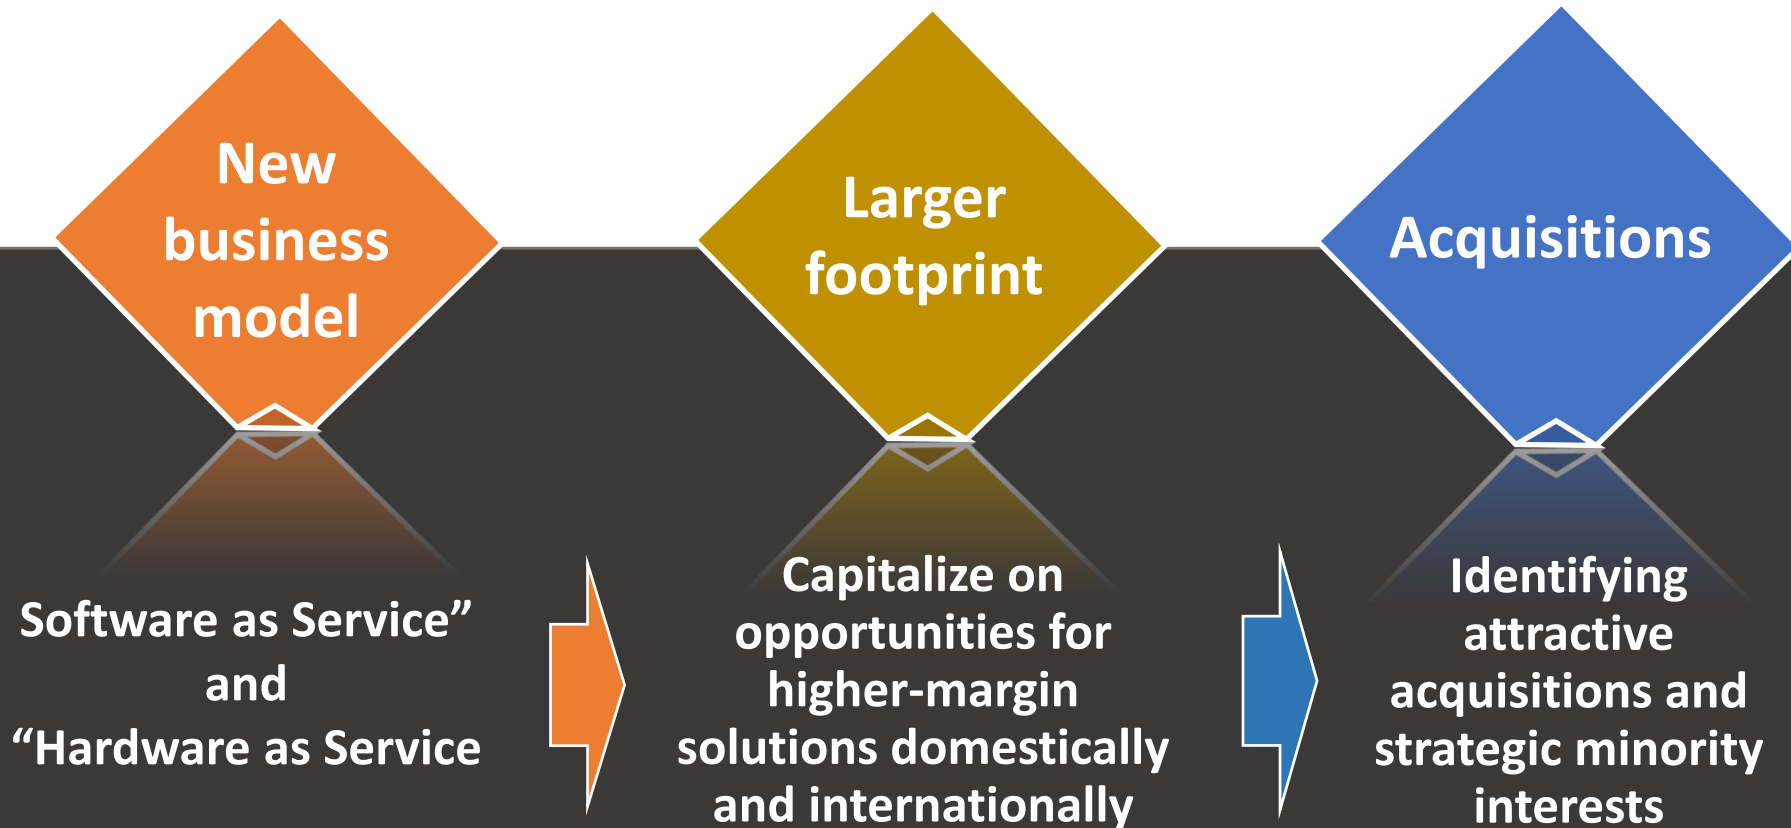 New
business
model
Software as Service”
and
“Hardware as Service
Larger
footprint
Capitalize on
opportunities for
higher-margin
solutions domestically
and internationally
Acquisitions
Identifying
attractive
acquisitions and
strategic minority
interests